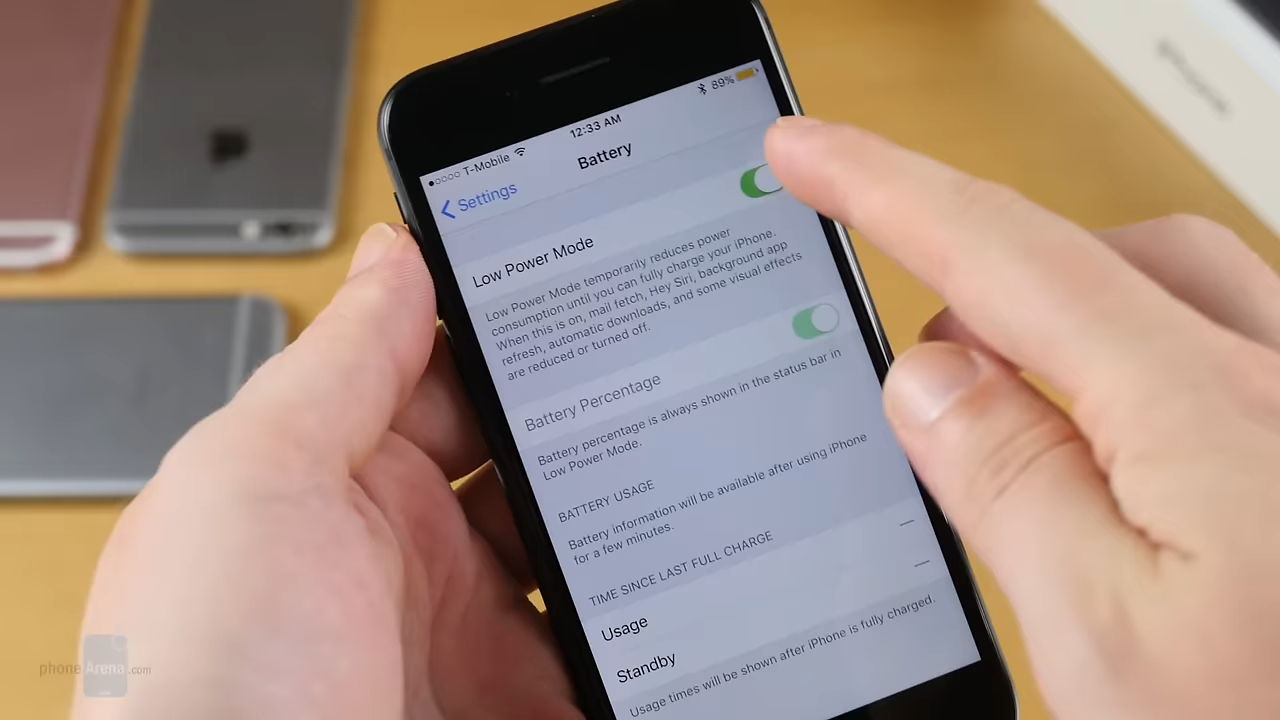 ●○○○○ T-Mobile
12:33 AM
89%
Settings
Battery
Low Power Mode
Low Power Mode temporarily reduces power
consumption until you can fully charge your iPhone.
When this is on, mail fetch, Hey Siri, background app
refresh, automatic downloads, and some visual effects
are reduced or turned off.
Battery Percentage
Battery percentage is always shown in the status bar in
Low Power Mode.
BATTERY USAGE
Battery information will be available after using iPhone
for a few minutes.
TIME SINCE LAST FULL CHARGE
Usage –
Standby –
Usage times will be shown after iPhone is fully charged.
iPhone
phoneArena.com